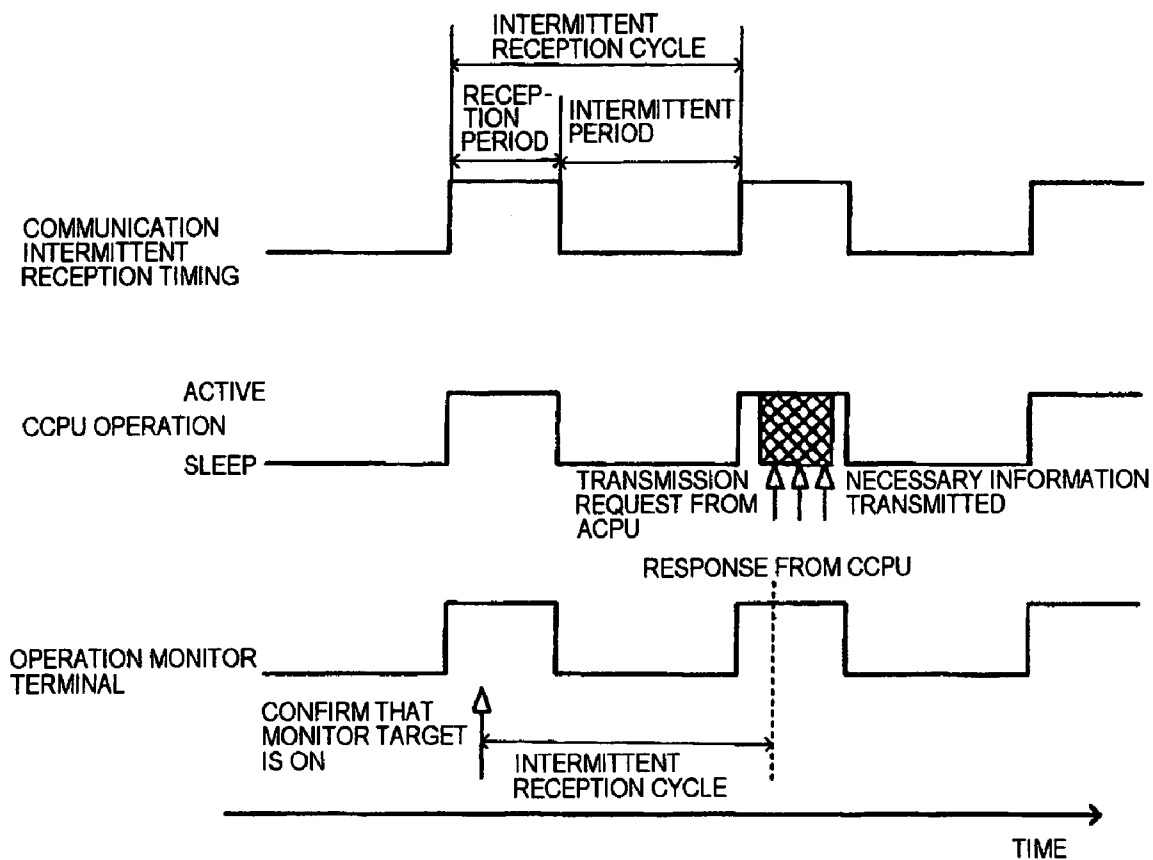 INTERMITTENT
RECEPTION CYCLE
RECEP-
TION
PERIOD
INTERMITTENT
PERIOD
COMMUNICATION
INTERMITTENT
RECEPTION TIMING
ACTIVE
CCPU OPERATION
SLEEP
TRANSMISSION
REQUEST FROM
ACPU
NECESSARY INFORMATION
TRANSMITTED
RESPONSE FROM CCPU
OPERATION MONITOR
TERMINAL
CONFIRM THAT
MONITOR TARGET
IS ON
INTERMITTENT
RECEPTION CYCLE
TIME